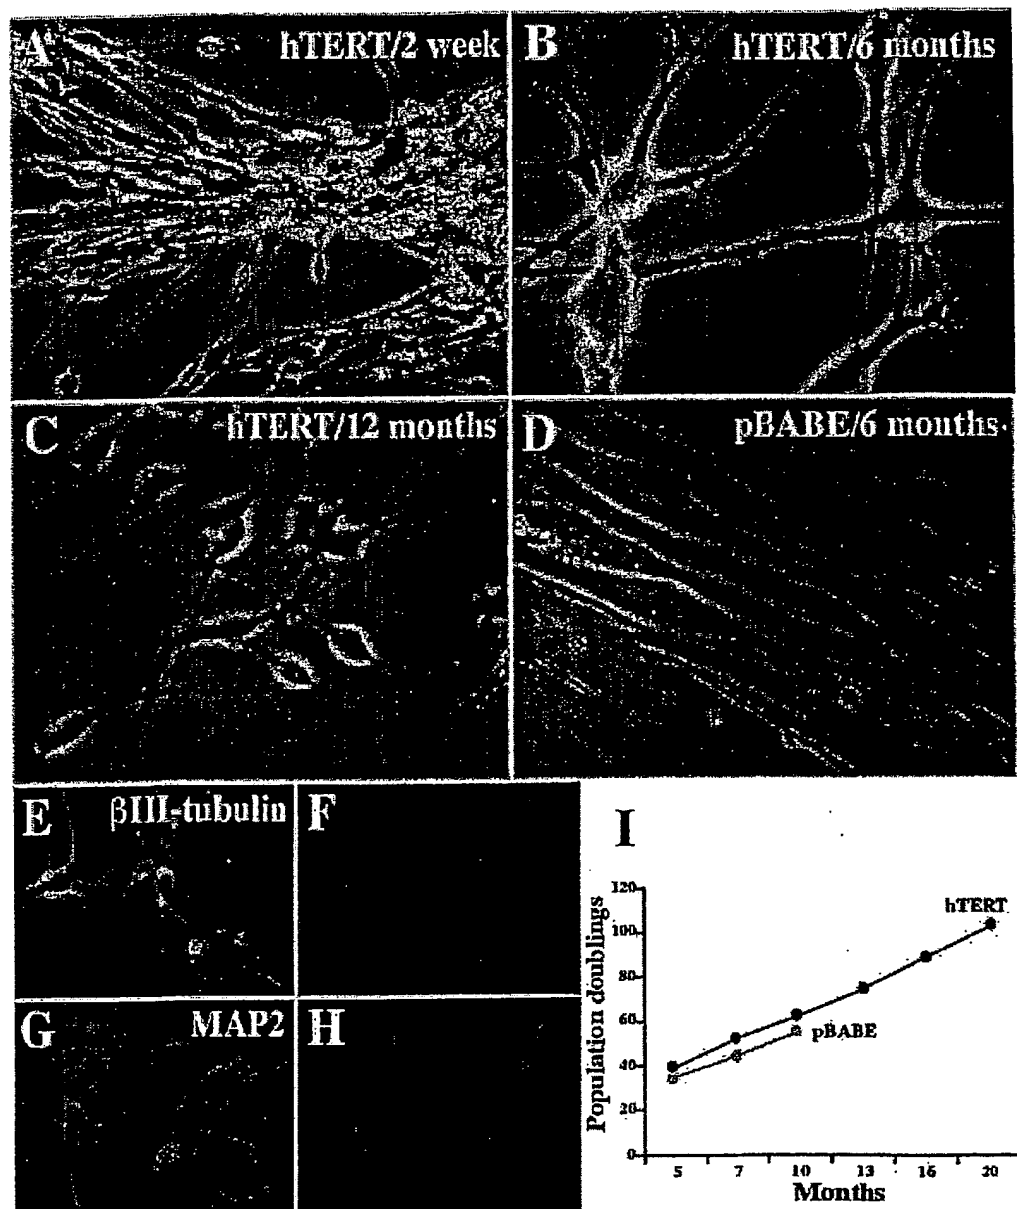 A hTERT/2 week
B hTERT/6 months
C hTERT/12 months
D pBABE/6 months
E βIII-tubulin
F
G MAP2
H
I
Population doublings
120
100
80
60
40
20
0
hTERT
pBABE
5 7 10 13 16 20
Months